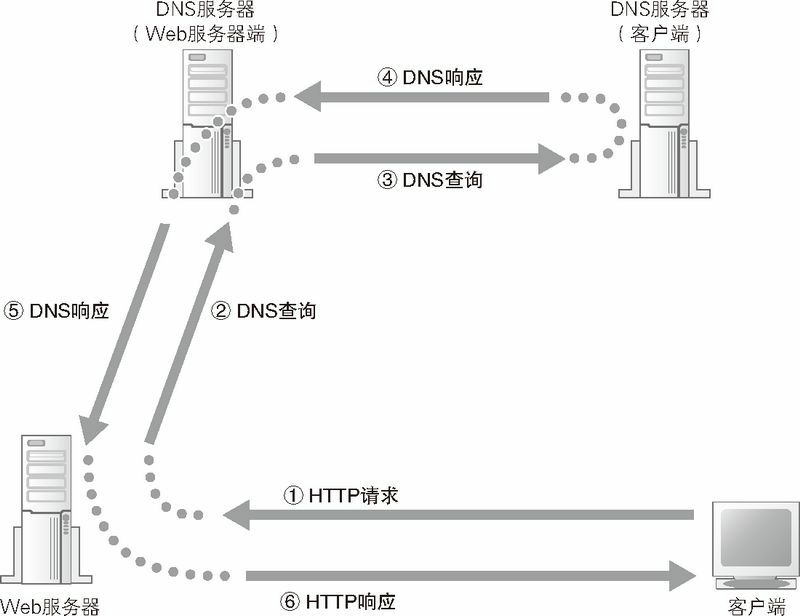 DNS服务器
（Web服务器端）
DNS服务器
（客户端）
④ DNS响应
③ DNS查询
⑤ DNS响应
② DNS查询
① HTTP请求
⑥ HTTP响应
Web服务器
客户端